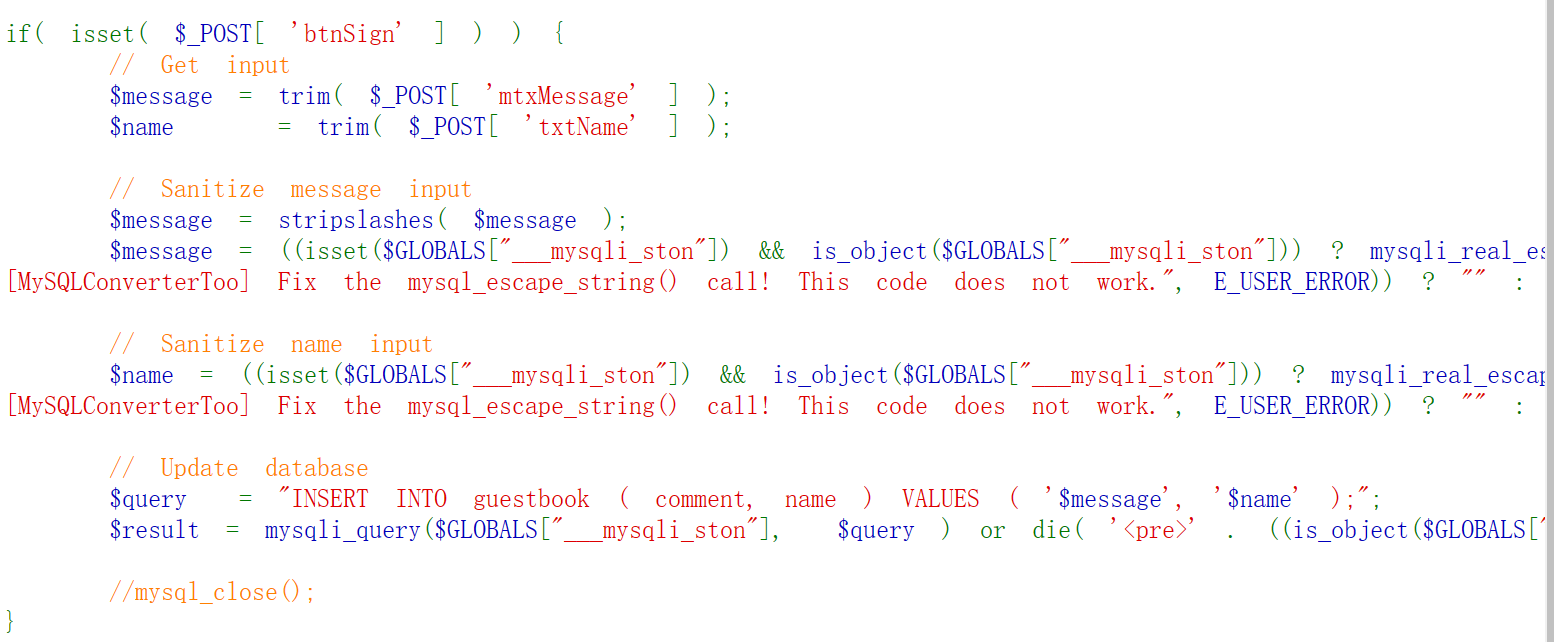 if( isset( $_POST[ 'btnSign' ] ) ) {
// Get input
$message = trim( $_POST[ 'mtxMessage' ] );
$name = trim( $_POST[ 'txtName' ] );
// Sanitize message input
$message = stripslashes( $message );
$message = ((isset($GLOBALS["___mysqli_ston"]) && is_object($GLOBALS["___mysqli_ston"])) ? mysqli_real_es
[MySQLConverterToo] Fix the mysql_escape_string() call! This code does not work.", E_USER_ERROR)) ? "" :
// Sanitize name input
$name = ((isset($GLOBALS["___mysqli_ston"]) && is_object($GLOBALS["___mysqli_ston"])) ? mysqli_real_escap
[MySQLConverterToo] Fix the mysql_escape_string() call! This code does not work.", E_USER_ERROR)) ? "" :
// Update database
$query = "INSERT INTO guestbook ( comment, name ) VALUES ( '$message', '$name' );";
$result = mysqli_query($GLOBALS["___mysqli_ston"], $query ) or die( '<pre>' . ((is_object($GLOBALS["
//mysql_close();
}